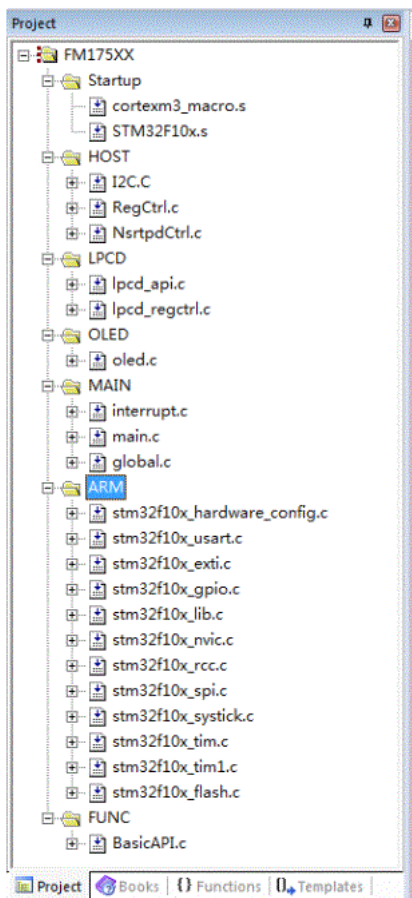 Project
FM175XX
Startup
cortexm3_macro.s
STM32F10x.s
HOST
I2C.C
RegCtrl.c
NsrtpdCtrl.c
LPCD
lpcd_api.c
lpcd_regctrl.c
OLED
oled.c
MAIN
interrupt.c
main.c
global.c
ARM
stm32f10x_hardware_config.c
stm32f10x_usart.c
stm32f10x_exti.c
stm32f10x_gpio.c
stm32f10x_lib.c
stm32f10x_nvic.c
stm32f10x_rcc.c
stm32f10x_spi.c
stm32f10x_systick.c
stm32f10x_tim.c
stm32f10x_tim1.c
stm32f10x_flash.c
FUNC
BasicAPI.c
Project Books {} Functions 0 Templates